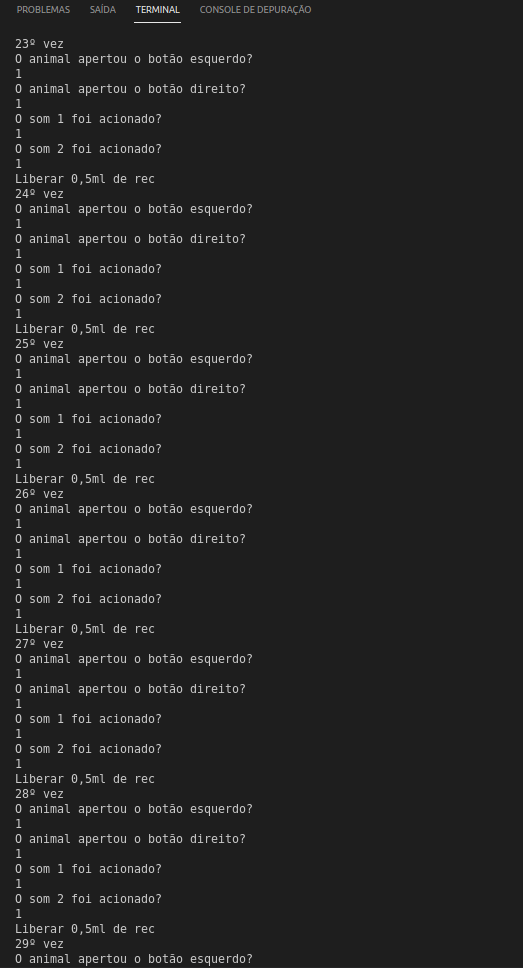 PROBLEMAS SAÍDA TERMINAL CONSOLE DE DEPURAÇÃO
23º vez
O animal apertou o botão esquerdo?
1
O animal apertou o botão direito?
1
O som 1 foi acionado?
1
O som 2 foi acionado?
1
Liberar 0,5ml de rec
24º vez
O animal apertou o botão esquerdo?
1
O animal apertou o botão direito?
1
O som 1 foi acionado?
1
O som 2 foi acionado?
1
Liberar 0,5ml de rec
25º vez
O animal apertou o botão esquerdo?
1
O animal apertou o botão direito?
1
O som 1 foi acionado?
1
O som 2 foi acionado?
1
Liberar 0,5ml de rec
26º vez
O animal apertou o botão esquerdo?
1
O animal apertou o botão direito?
1
O som 1 foi acionado?
1
O som 2 foi acionado?
1
Liberar 0,5ml de rec
27º vez
O animal apertou o botão esquerdo?
1
O animal apertou o botão direito?
1
O som 1 foi acionado?
1
O som 2 foi acionado?
1
Liberar 0,5ml de rec
28º vez
O animal apertou o botão esquerdo?
1
O animal apertou o botão direito?
1
O som 1 foi acionado?
1
O som 2 foi acionado?
1
Liberar 0,5ml de rec
29º vez
O animal apertou o botão esquerdo?